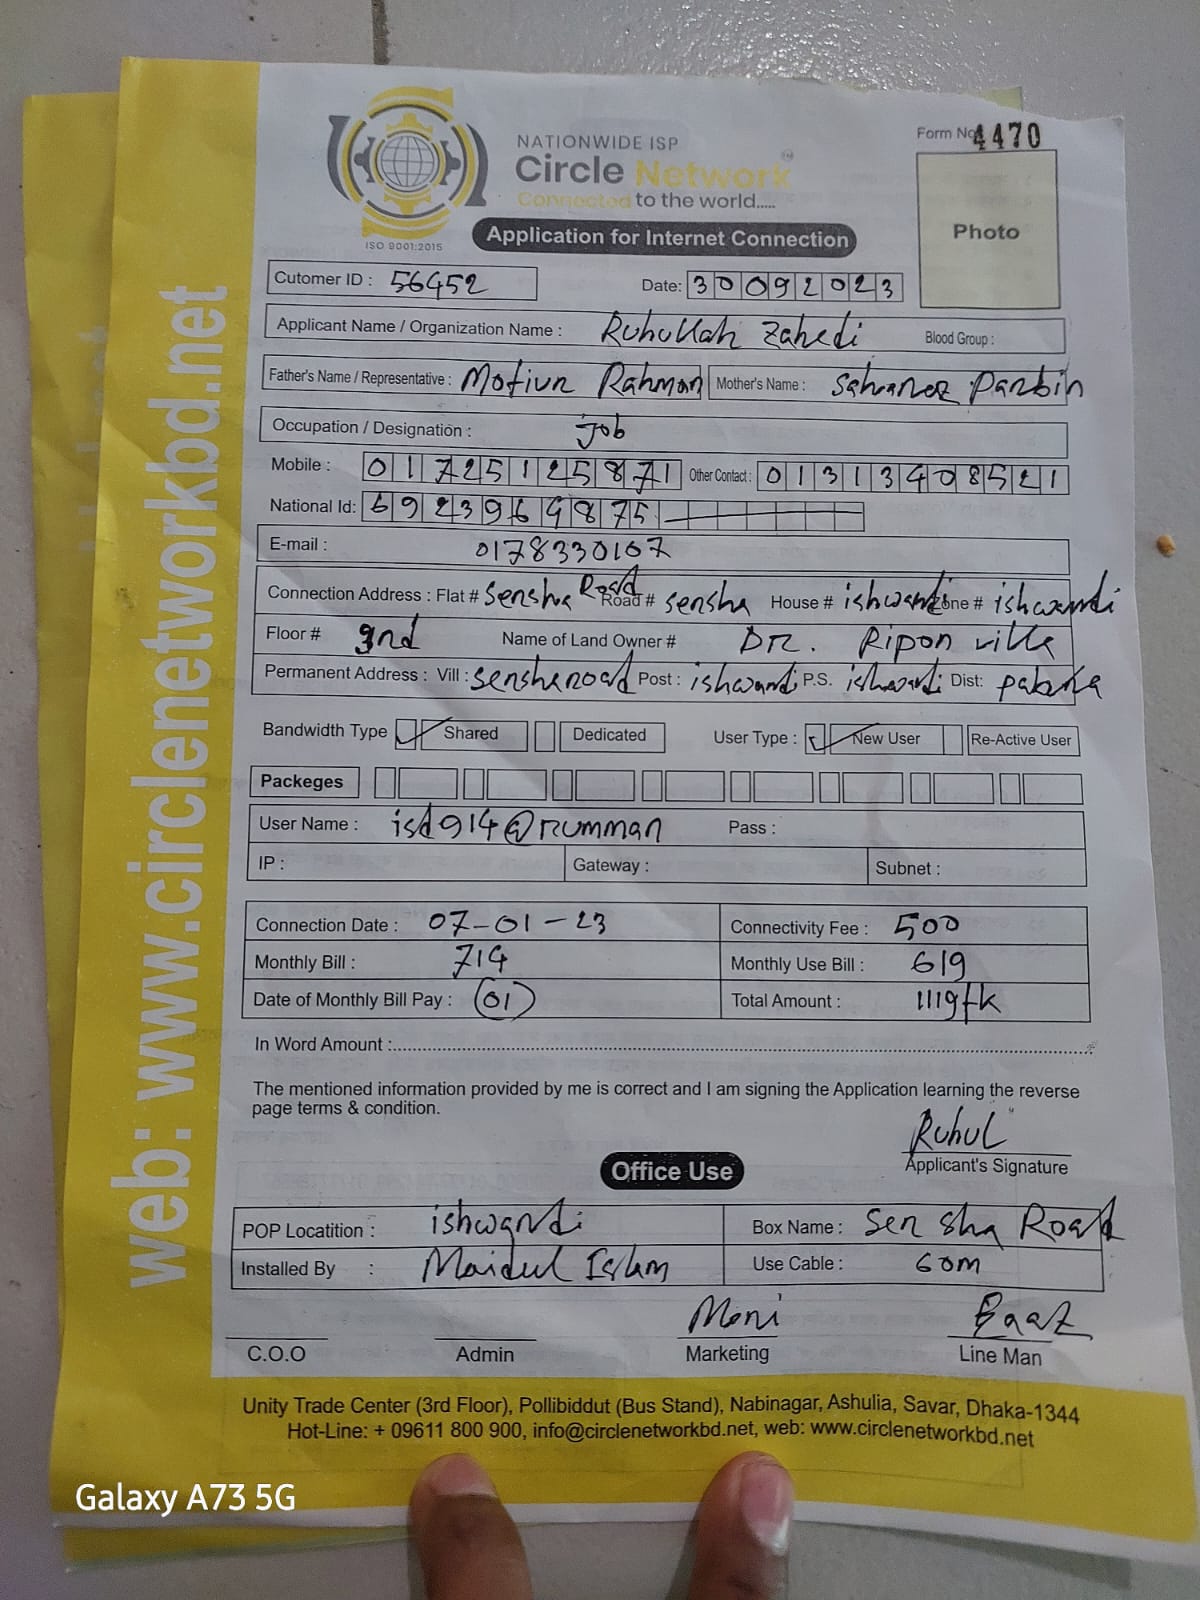 NATIONWIDE ISP
Circle Network
Connected to the world.....
ISO 9001:2015
Form No 4470
Photo
Application for Internet Connection
Cutomer ID : 56452
Date: 30092023
Applicant Name / Organization Name : Ruhullah Zahedi Blood Group :
Father's Name / Representative : Motiur Rahman Mother's Name : Parbin
Occupation / Designation : Job
Mobile : 01725125871 Other Contact : 01313408521
National Id: 6923969875
E-mail : 0178330167
Connection Address : Flat # Sensha Road Road # sensha House # ishwardi Zone # ishwardi
Floor # Name of Land Owner # DR. Ripon villa
Permanent Address : Vill : Sensharoad Post : ishwardi P.S. ishwardi Dist: pabna
Bandwidth Type Shared Dedicated User Type : New User Re-Active User
Packeges
User Name : isd914@rumman Pass :
IP : Gateway : Subnet :
Connection Date : 07-01-23 Connectivity Fee : 500
Monthly Bill : 714 Monthly Use Bill : 619
Date of Monthly Bill Pay : 01 Total Amount : 1119tk
In Word Amount :
The mentioned information provided by me is correct and I am signing the Application learning the reverse
page terms & condition.
Ruhul
Applicant's Signature
Office Use
POP Locatition : ishwardi Box Name : Sen sha Road
Installed By : Maidul Islam Use Cable : 60m
Moni
C.O.O Admin Marketing Line Man
Unity Trade Center (3rd Floor), Pollibiddut (Bus Stand), Nabinagar, Ashulia, Savar, Dhaka-1344
Hot-Line: + 09611 800 900, info@circlenetworkbd.net, web: www.circlenetworkbd.net
web: www.circlenetworkbd.net
Galaxy A73 5G